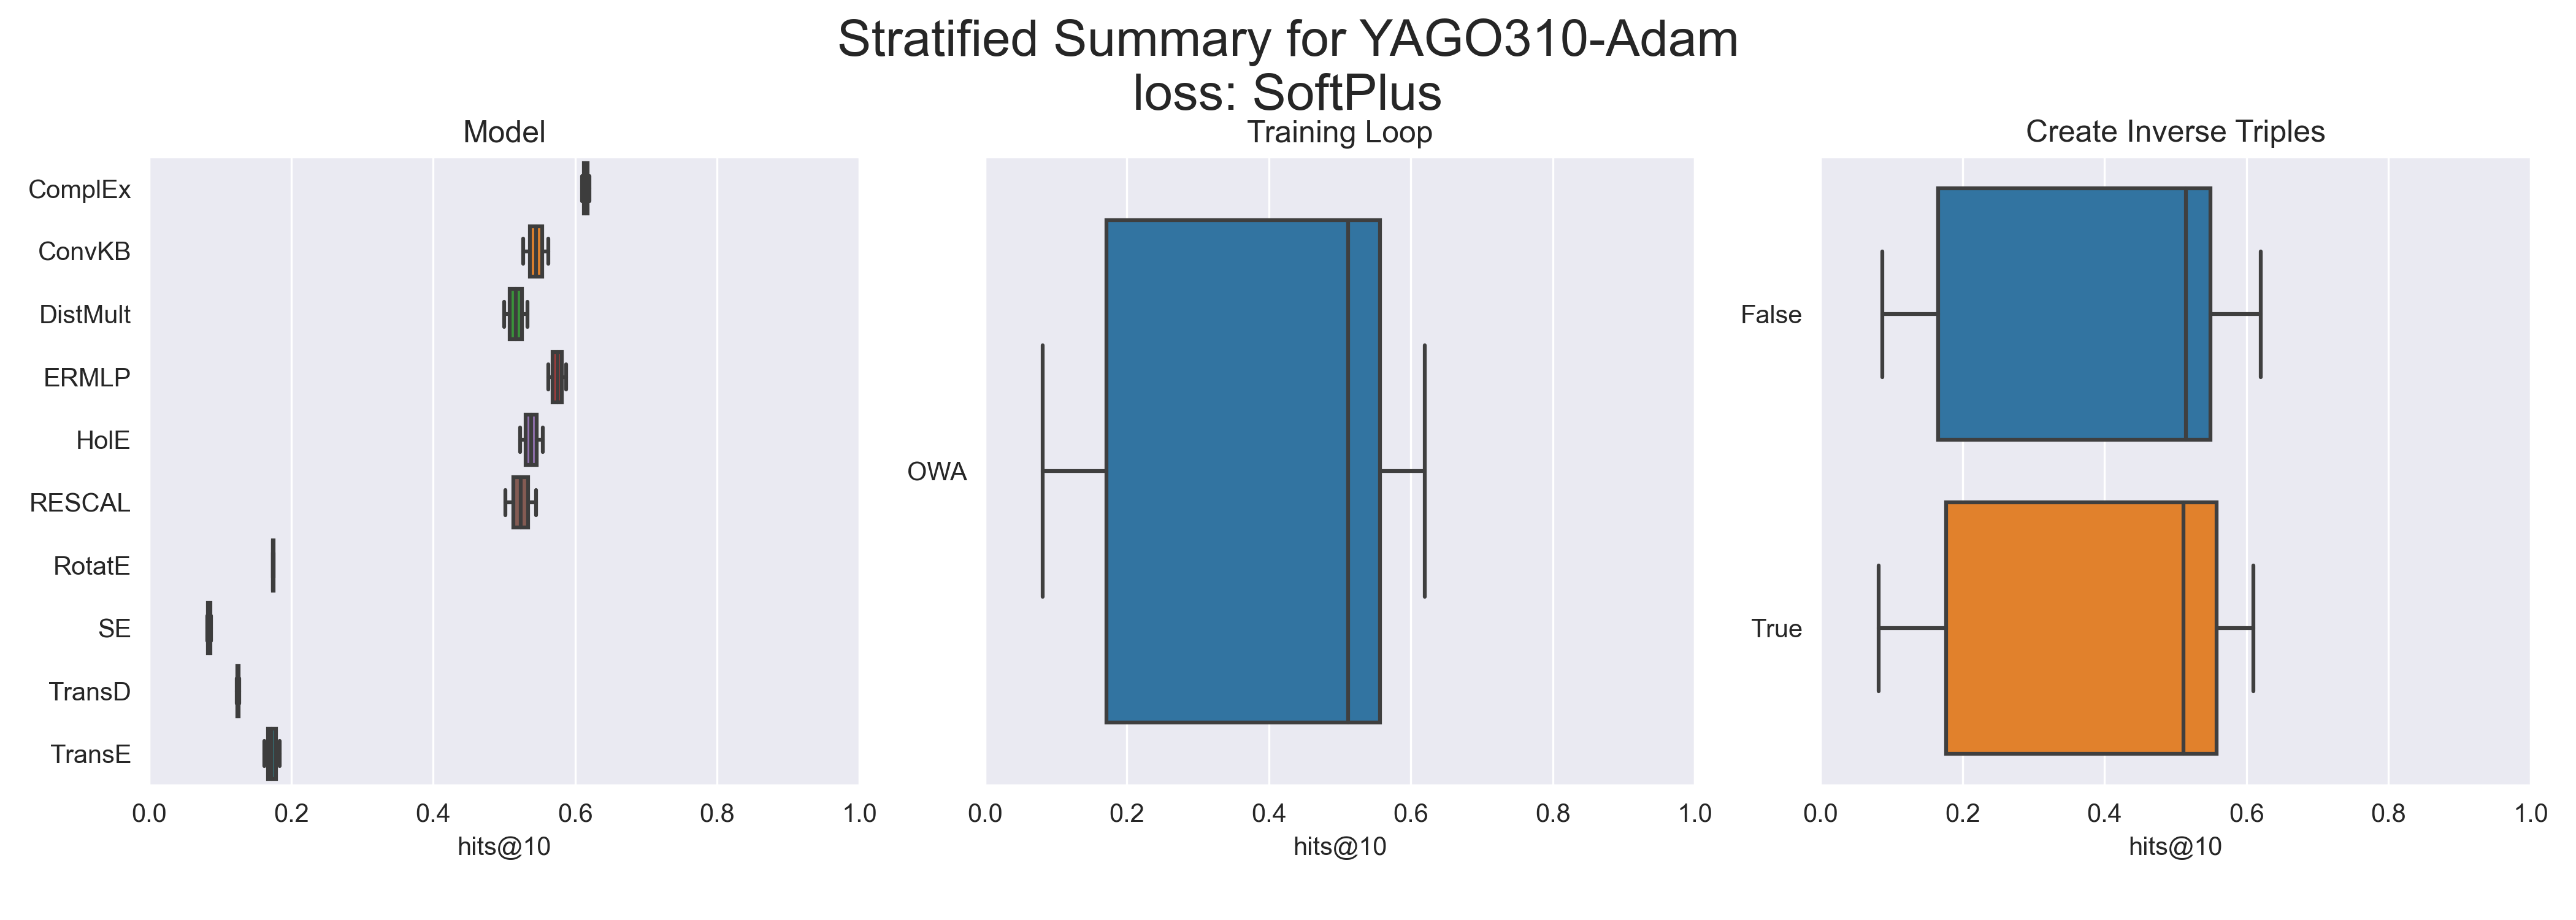 Stratified Summary for YAGO310-Adam
loss: SoftPlus
Model
ComplEx
ConvKB
DistMult
ERMLP
HolE
RESCAL
RotatE
SE
TransD
TransE
0.0 0.2 0.4 0.6 0.8 1.0
hits@10
Training Loop
OWA
0.0 0.2 0.4 0.6 0.8 1.0
hits@10
Create Inverse Triples
False
True
0.0 0.2 0.4 0.6 0.8 1.0
hits@10